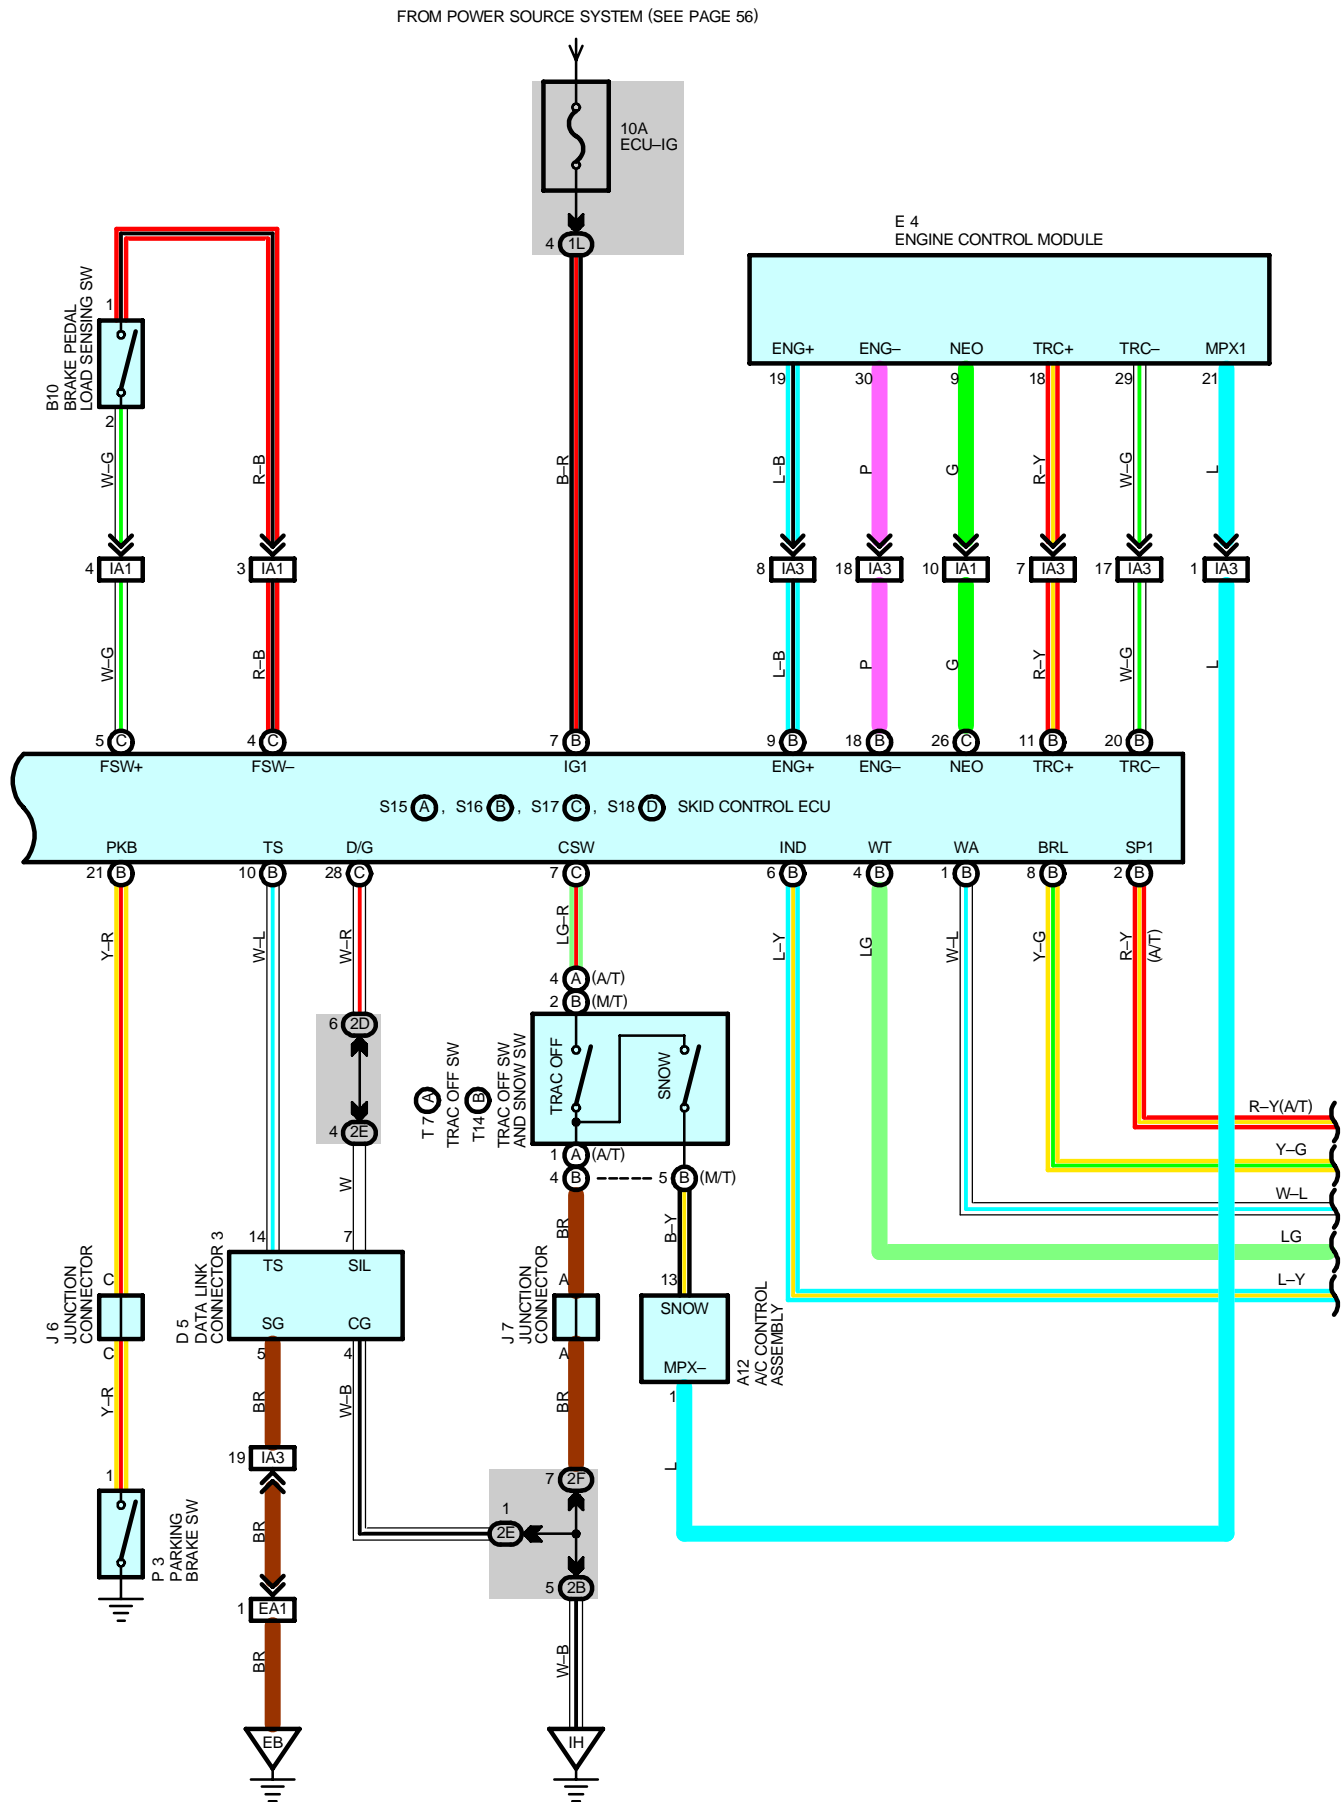 FROM POWER SOURCE SYSTEM (SEE PAGE 56)
10A
ECU–IG
4 1L
E 4
ENGINE CONTROL MODULE
ENG+ ENG– NEO TRC+ TRC– MPX1
19 30 9 18 29 21
B10
BRAKE PEDAL
LOAD SENSING SW
1
2
W–G R–B B–R L–B P G R–Y W–G L
4 IA1 3 IA1 8 IA3 18 IA3 10 IA1 7 IA3 17 IA3 1 IA3
W–G R–B L–B P G R–Y W–G L
5 C 4 C 7 B 9 B 18 B 26 C 11 B 20 B
FSW+ FSW– IG1 ENG+ ENG– NEO TRC+ TRC–
S15 A , S16 B , S17 C , S18 D SKID CONTROL ECU
PKB TS D/G CSW IND WT WA BRL SP1
21 B 10 B 28 C 7 C 6 B 4 B 1 B 8 B 2 B
Y–R W–L W–R LG–R L–Y LG W–L Y–G R–Y
(A/T)
4 A (A/T)
2 B (M/T)
6 2D
4 2E
T 7 A
TRAC OFF SW
T14 B
TRAC OFF SW
AND SNOW SW
TRAC OFF
SNOW
1 A (A/T)
4 B 5 B (M/T)
R–Y(A/T)
Y–G
W–L
LG
L–Y
W BR B–Y
14 7
J 6
JUNCTION
CONNECTOR
C
C
D 5
DATA LINK
CONNECTOR 3
TS SIL
SG CG
5 4
J 7
JUNCTION
CONNECTOR
A
A
13
SNOW
MPX–
1
A12
A/C CONTROL
ASSEMBLY
Y–R BR W–B BR L
19 IA3
1
P 3
PARKING
BRAKE SW
BR
7 2F
1
2E
5 2B
1 EA1
BR W–B
EB IH